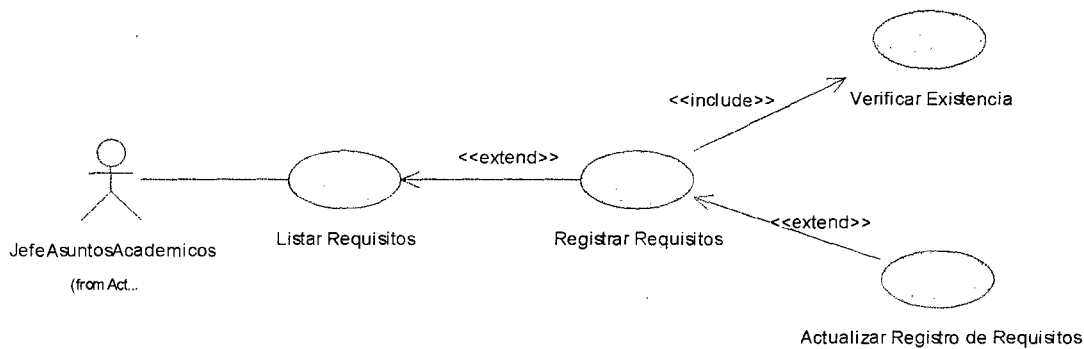 <<include>>
Verificar Existencia
<<extend>>
JefeAsuntosAcademicos
(from Act...
Listar Requisitos
Registrar Requisitos
<<extend>>
Actualizar Registro de Requisitos